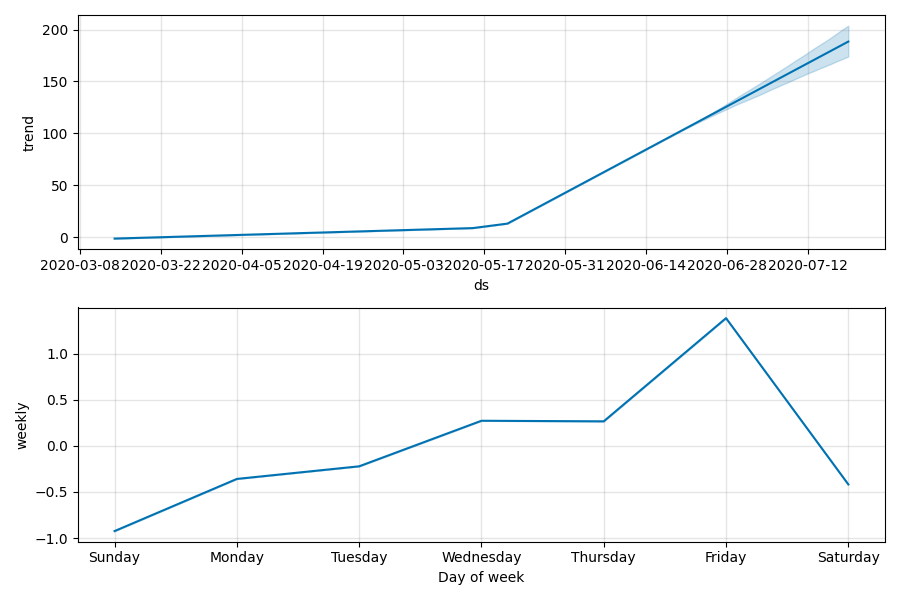 200
150
100
50
0
trend
2020-03-08 2020-03-22 2020-04-05 2020-04-19 2020-05-03 2020-05-17 2020-05-31 2020-06-14 2020-06-28 2020-07-12
ds
1.0
0.5
0.0
−0.5
−1.0
weekly
Sunday Monday Tuesday Wednesday Thursday Friday Saturday
Day of week